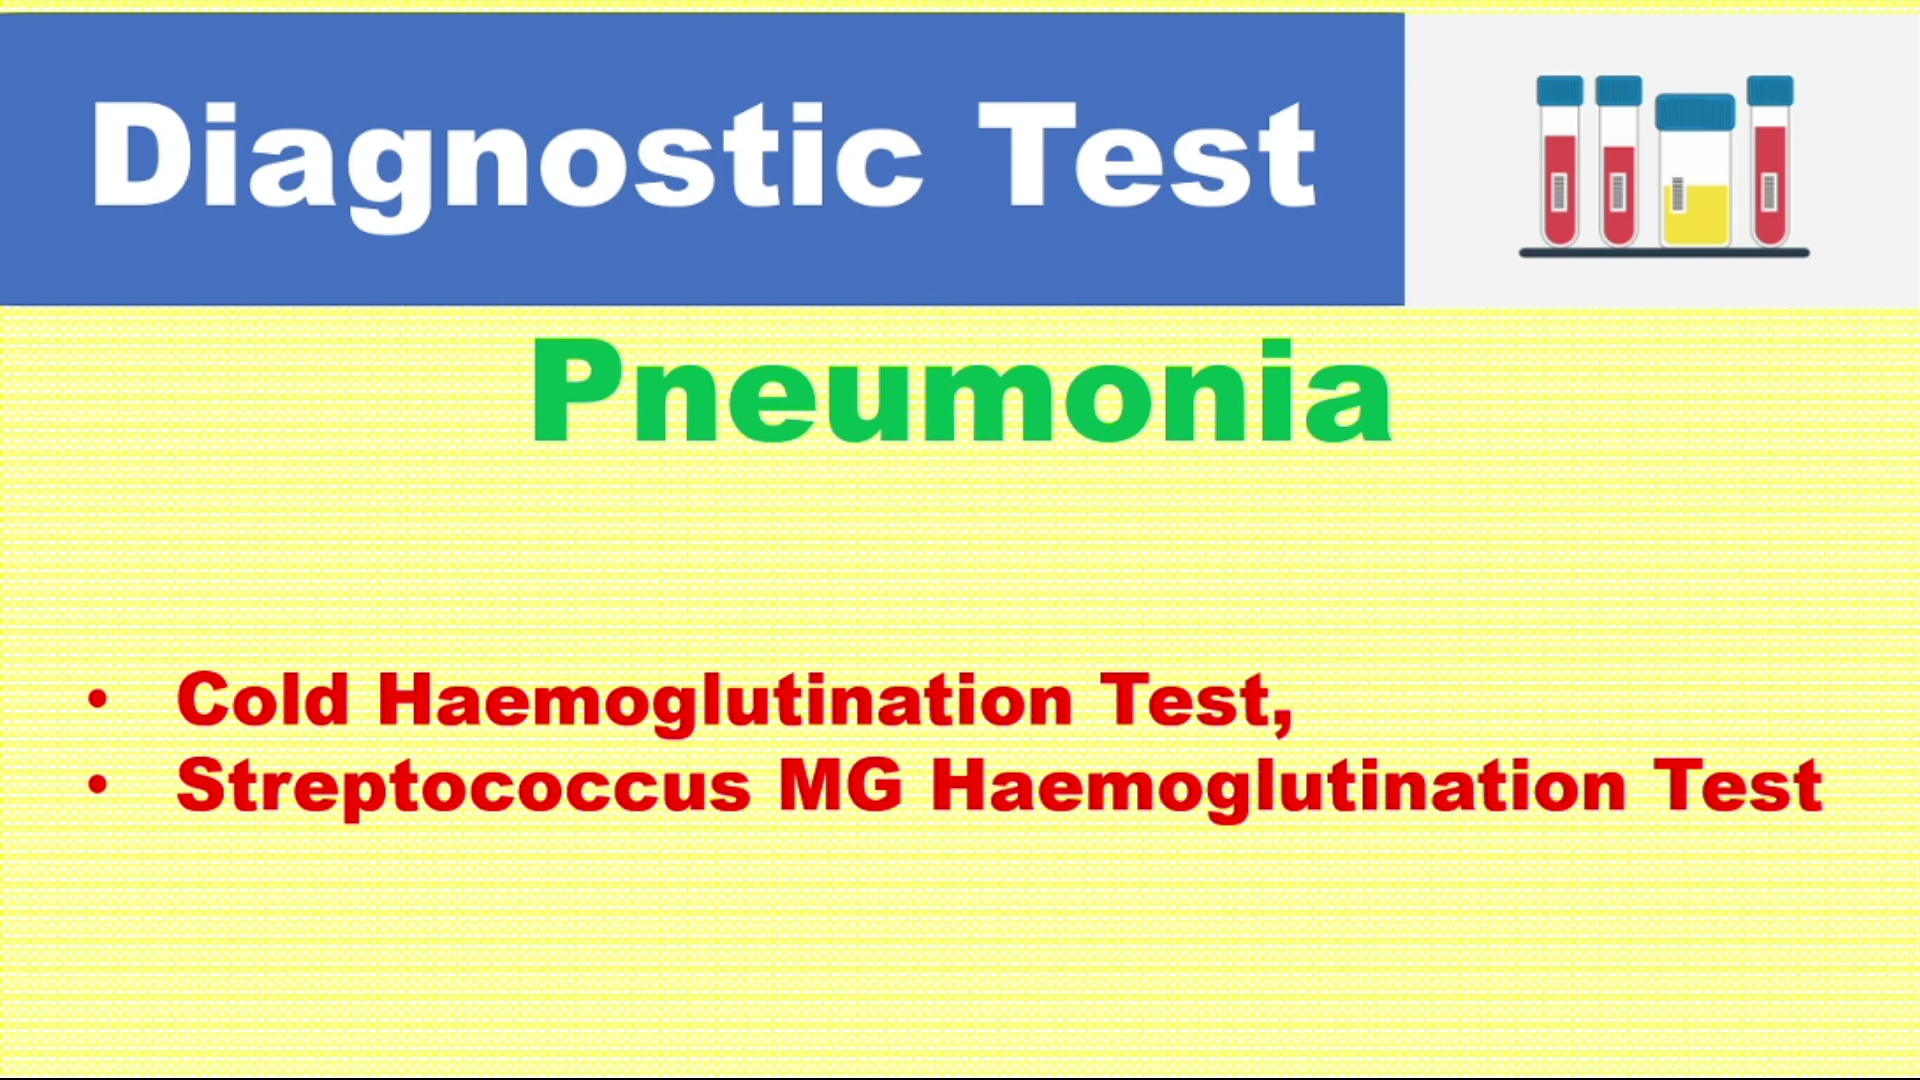 Diagnostic Test
Pneumonia
• Cold Haemoglutination Test,
• Streptococcus MG Haemoglutination Test